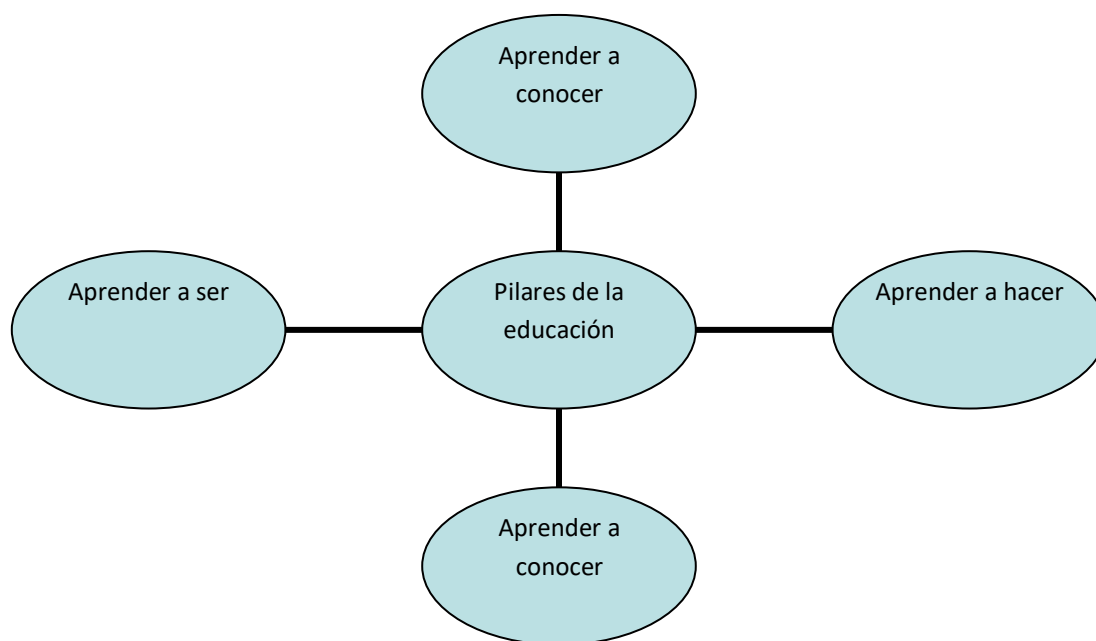 Aprender a
conocer
Aprender a ser
Pilares de la
educación
Aprender a hacer
Aprender a
conocer